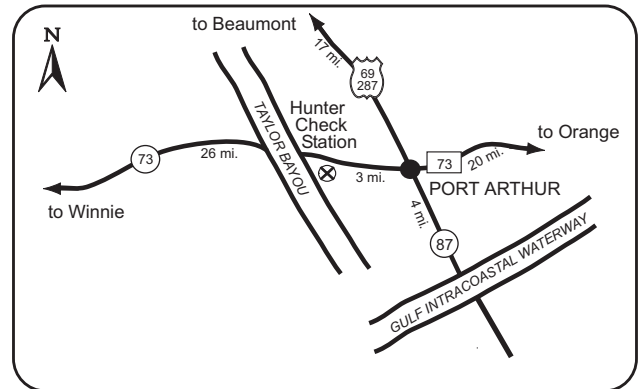 N
to Beaumont
17 mi.
69
287
Hunter
Check
Station
TAYLOR BAYOU
to Orange
73
26 mi.
3 mi.
73
20 mi.
PORT ARTHUR
to Winnie
4 mi.
87
GULF INTRACOASTAL WATERWAY